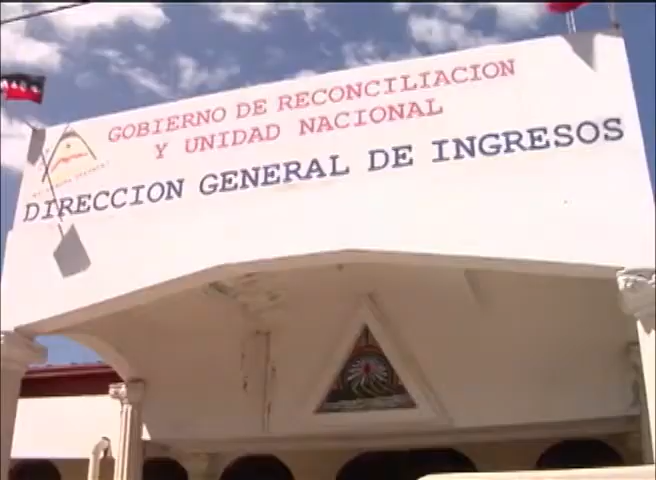 GOBIERNO DE RECONCILIACION
Y UNIDAD NACIONAL
DIRECCION GENERAL DE INGRESOS